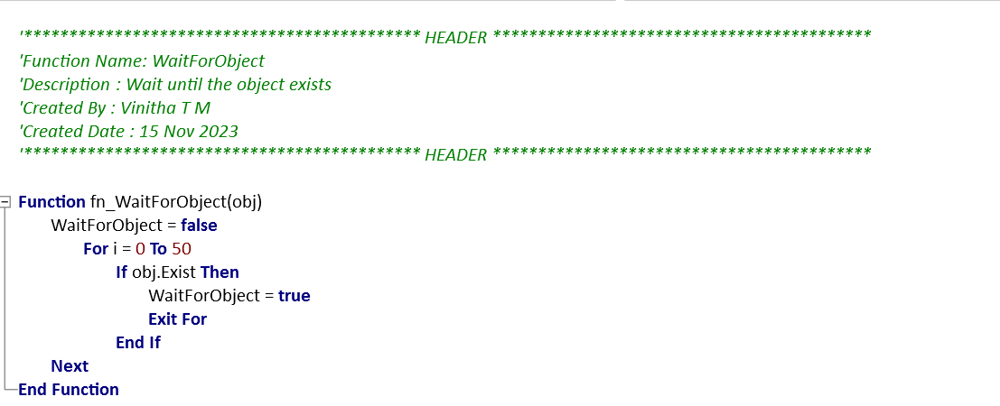 '******************************************** HEADER ******************************************
'Function Name: WaitForObject
'Description : Wait until the object exists
'Created By : Vinitha T M
'Created Date : 15 Nov 2023
'******************************************** HEADER ******************************************
Function fn_WaitForObject(obj)
WaitForObject = false
For i = 0 To 50
If obj.Exist Then
WaitForObject = true
Exit For
End If
Next
End Function